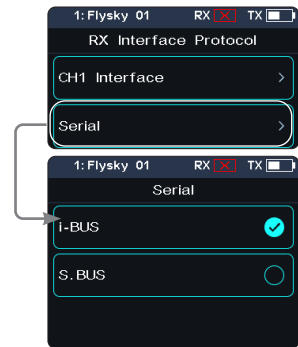 1: Flysky 01 RX TX
RX Interface Protocol
CH1 Interface >
Serial >
1: Flysky 01 RX TX
Serial
i-BUS
S.BUS